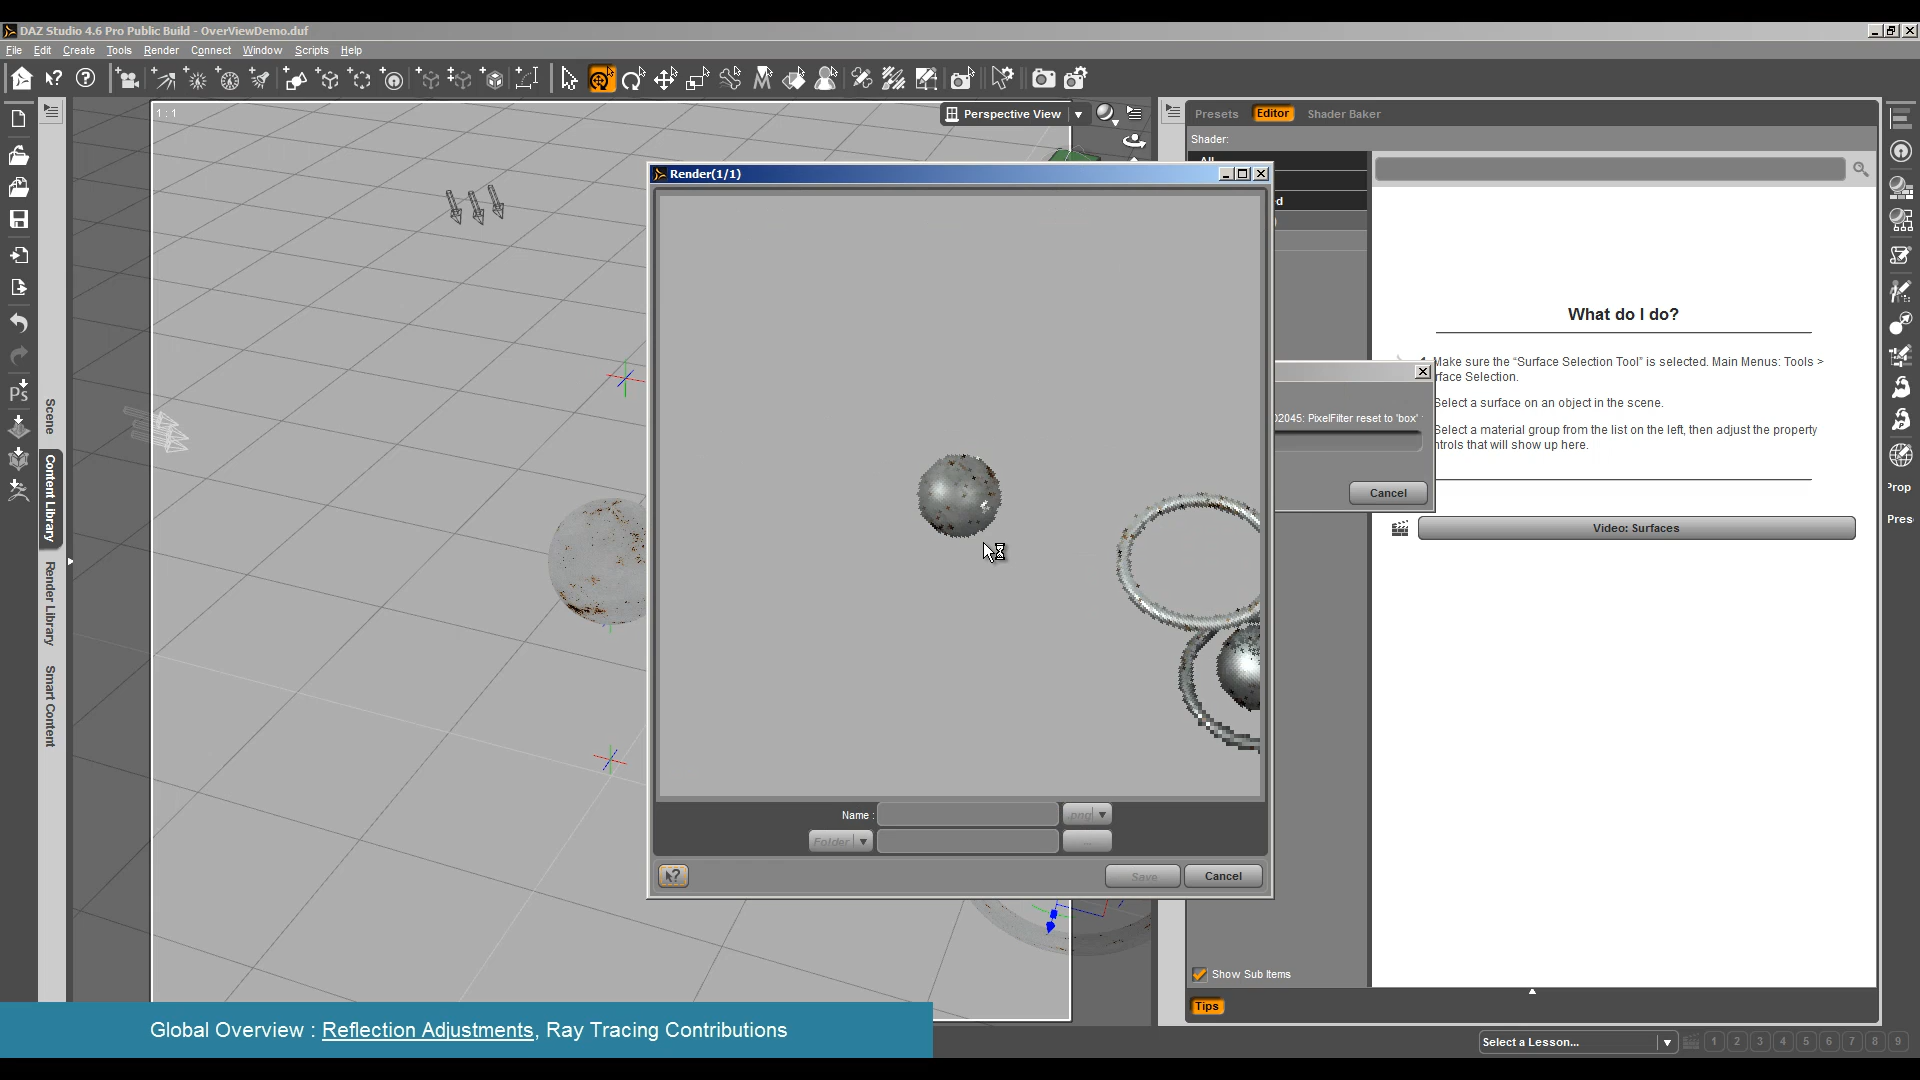 DAZ Studio 4.6 Pro Public Build - OverViewDemo.duf
File Edit Create Tools Render Connect Window Scripts Help
1 : 1
Perspective View
Presets Editor Shader Baker
Shader:
All
Render(1/1)
What do I do?
Make sure the “Surface Selection Tool” is selected. Main Menus: Tools >
rface Selection.
Select a surface on an object in the scene.
Select a material group from the list on the left, then adjust the property
ntrols that will show up here.
02045: PixelFilter reset to 'box'
Cancel
Video: Surfaces
Scene
Content Library
Render Library
Smart Content
Prop
Pres
Name :
.png
Folder
...
Save
Cancel
Show Sub Items
Tips
Global Overview : Reflection Adjustments, Ray Tracing Contributions
Select a Lesson...
1 2 3 4 5 6 7 8 9